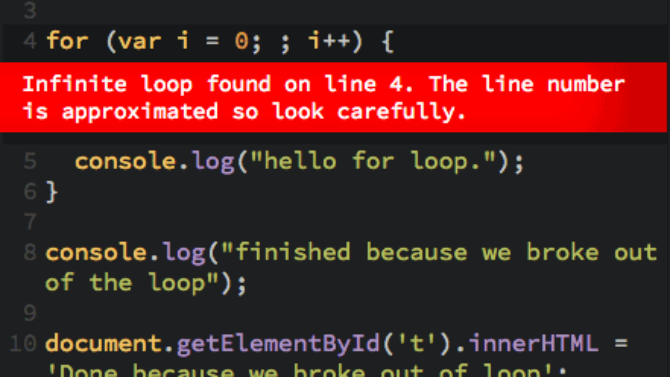 3
4 for (var i = 0; ; i++) {
Infinite loop found on line 4. The line number
is approximated so look carefully.
5 console.log("hello for loop.");
6 }
7
8 console.log("finished because we broke out
of the loop");
9
10 document.getElementById('t').innerHTML =
'Done because we broke out of loop';